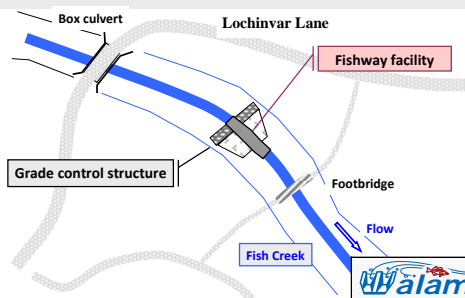 Box culvert
Lochinvar Lane
Fishway facility
Grade control structure
Footbridge
Flow
Fish Creek
alam